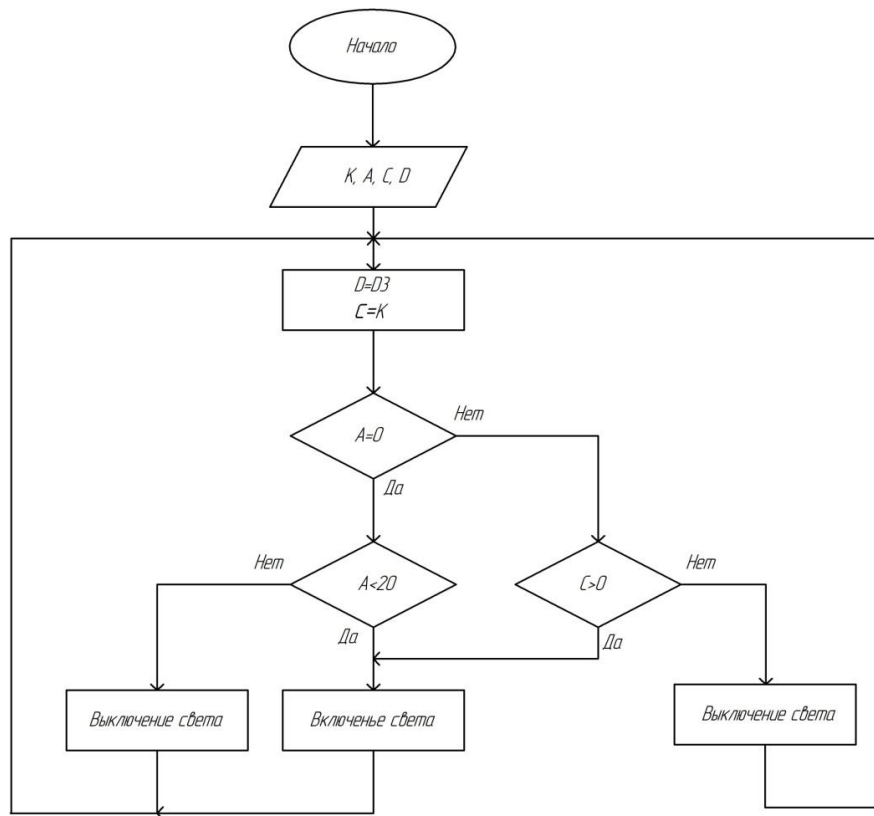 Начало
K, A, C, D
D=D3
C=K
A=0
Нет
Да
Нет
A<20
C>0
Нет
Да
Да
Выключение света
Включенье света
Выключение света